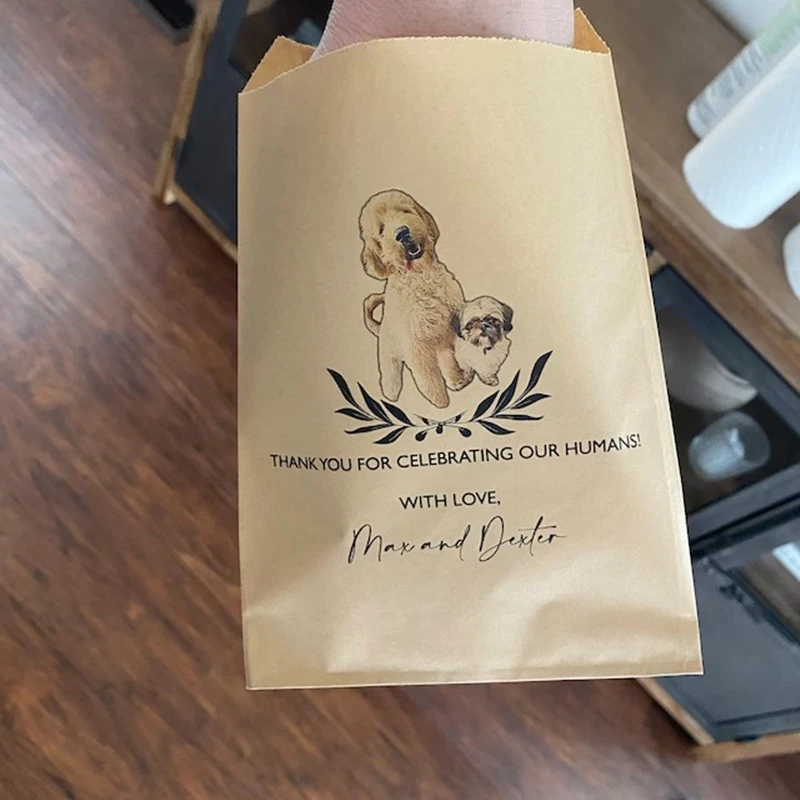 THANK YOU FOR CELEBRATING OUR HUMANS!
WITH LOVE,
Max and Dexter